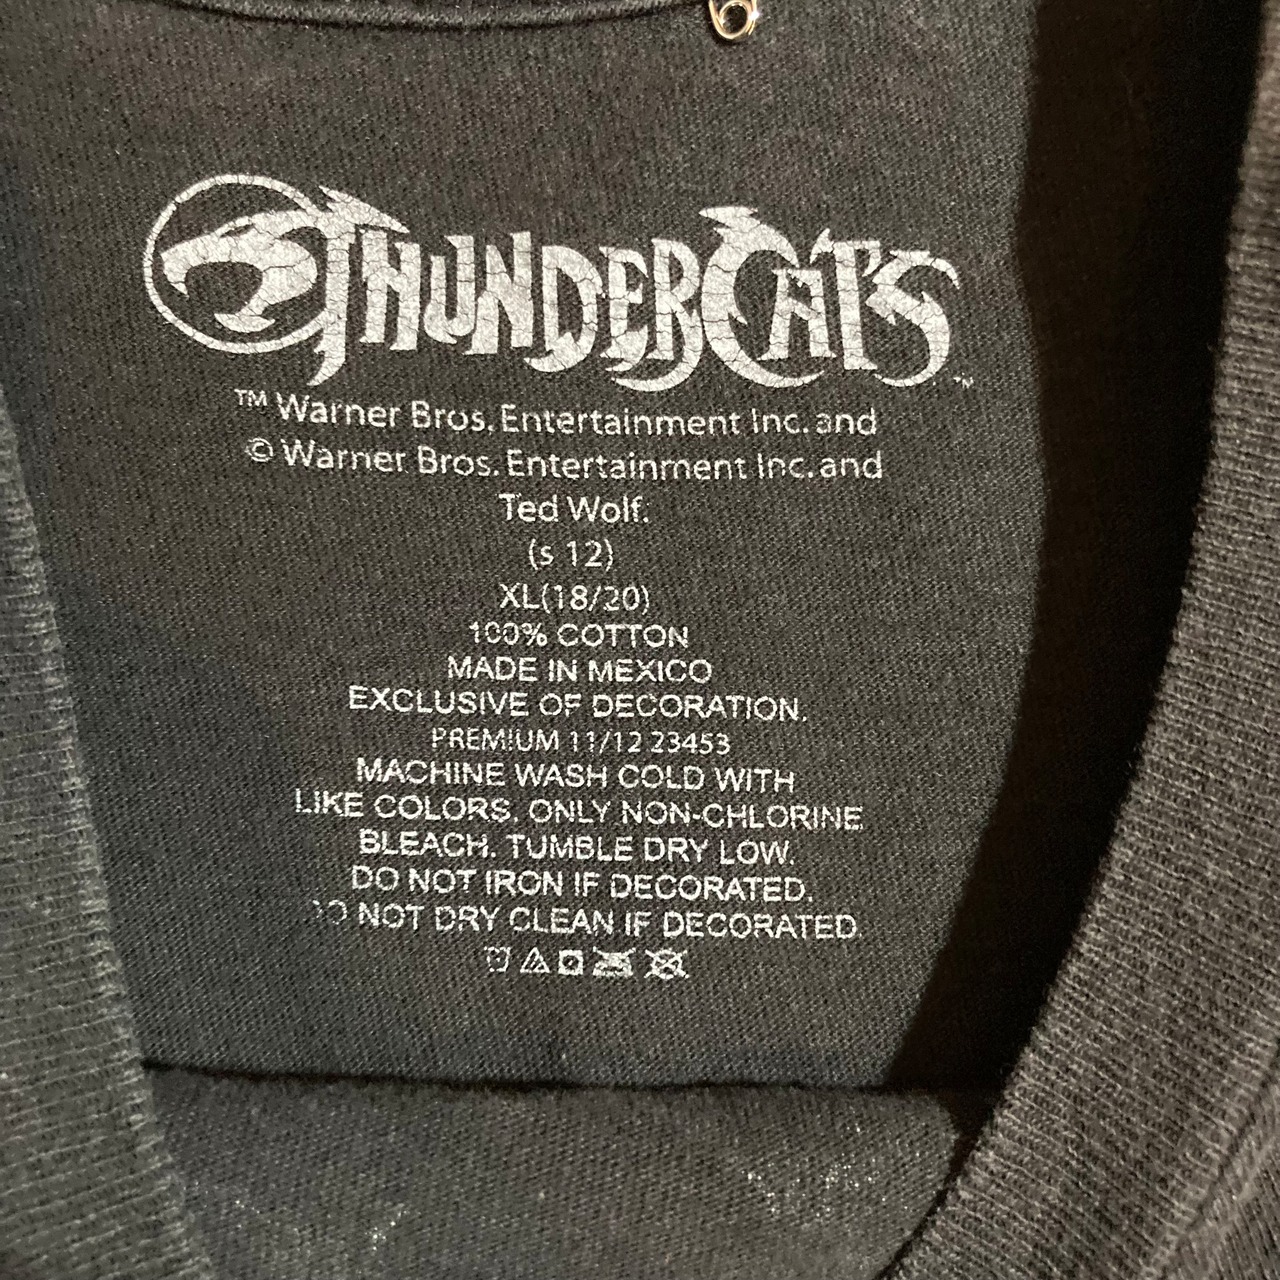 THUNDERCATS™
™ Warner Bros. Entertainment Inc. and
© Warner Bros. Entertainment Inc. and
Ted Wolf.
(s 12)
XL(18/20)
100% COTTON
MADE IN MEXICO
EXCLUSIVE OF DECORATION.
PREMIUM 11/12 23453
MACHINE WASH COLD WITH
LIKE COLORS. ONLY NON-CHLORINE
BLEACH. TUMBLE DRY LOW.
DO NOT IRON IF DECORATED.
DO NOT DRY CLEAN IF DECORATED.